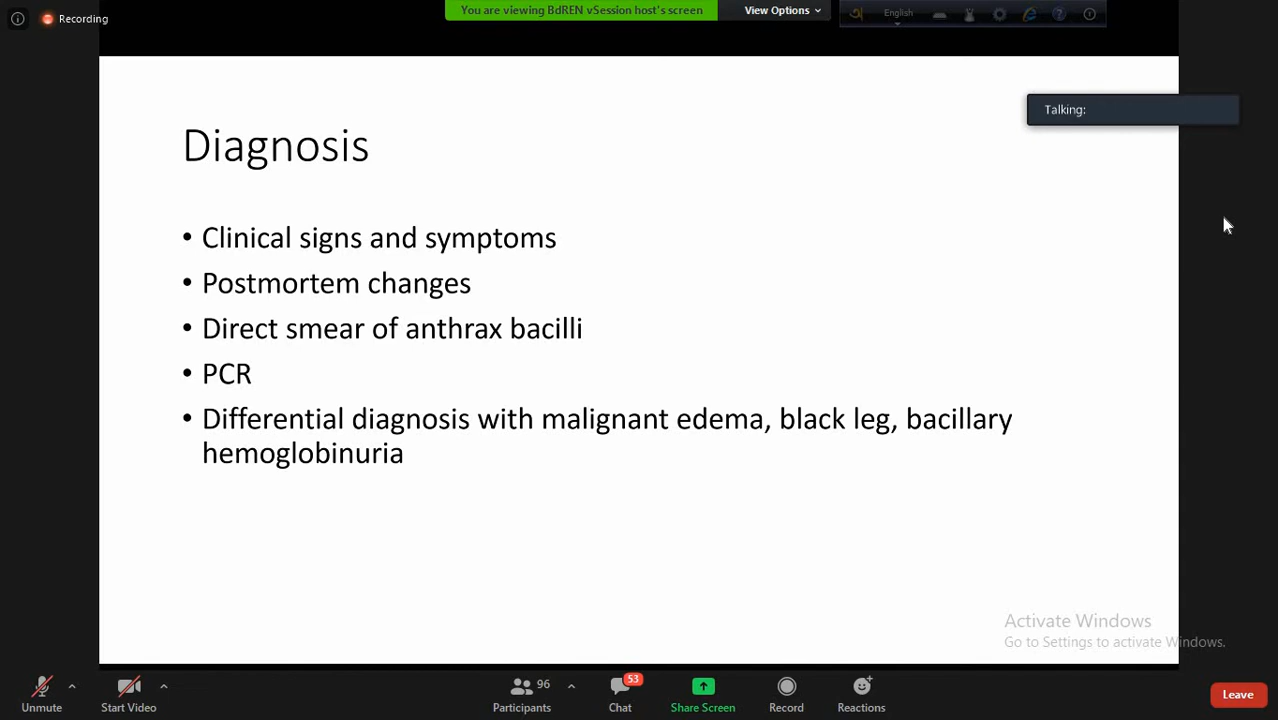 Recording
You are viewing BdREN vSession host's screen
View Options
English
Talking:
Diagnosis
• Clinical signs and symptoms
• Postmortem changes
• Direct smear of anthrax bacilli
• PCR
• Differential diagnosis with malignant edema, black leg, bacillary
hemoglobinuria
Activate Windows
Go to Settings to activate Windows.
96
53
Unmute
Start Video
Participants
Chat
Share Screen
Record
Reactions
Leave